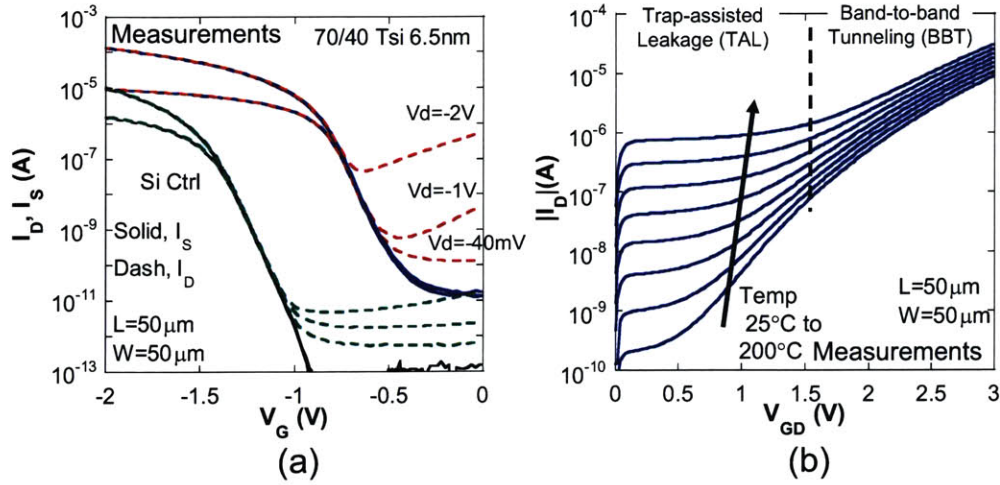 Measurements
70/40 Tsi 6.5nm
10⁻⁵
10⁻⁷
10⁻⁹
10⁻¹¹
10⁻¹³
I_D, I_S (A)
Vd=-2V
Vd=-1V
Vd=-40mV
Si Ctrl
Solid, I_S
Dash, I_D
L=50μm
W=50μm
-2
-1.5
-1
-0.5
0
V_G (V)
(a)
Trap-assisted
Leakage (TAL)
Band-to-band
Tunneling (BBT)
10⁻⁴
10⁻⁵
10⁻⁶
10⁻⁷
10⁻⁸
10⁻⁹
10⁻¹⁰
|I_D|(A)
Temp
25°C to
200°C
L=50μm
W=50μm
Measurements
0
0.5
1
1.5
2
2.5
3
V_GD (V)
(b)